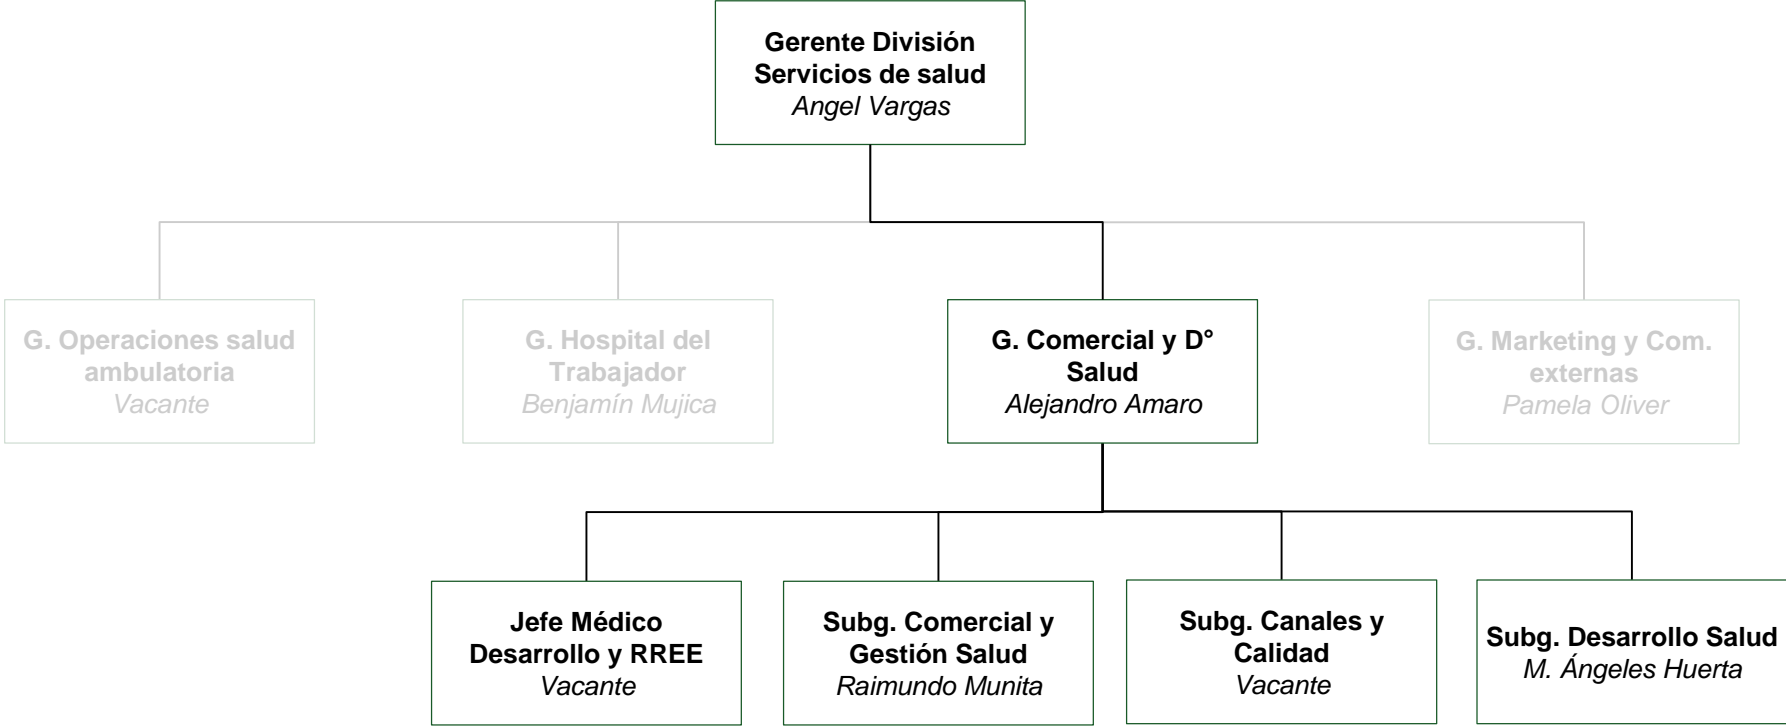 Gerente División
Servicios de salud
Angel Vargas
G. Operaciones salud
ambulatoria
Vacante
G. Hospital del
Trabajador
Benjamín Mujica
G. Comercial y D°
Salud
Alejandro Amaro
G. Marketing y Com.
externas
Pamela Oliver
Jefe Médico
Desarrollo y RREE
Vacante
Subg. Comercial y
Gestión Salud
Raimundo Munita
Subg. Canales y
Calidad
Vacante
Subg. Desarrollo Salud
M. Ángeles Huerta